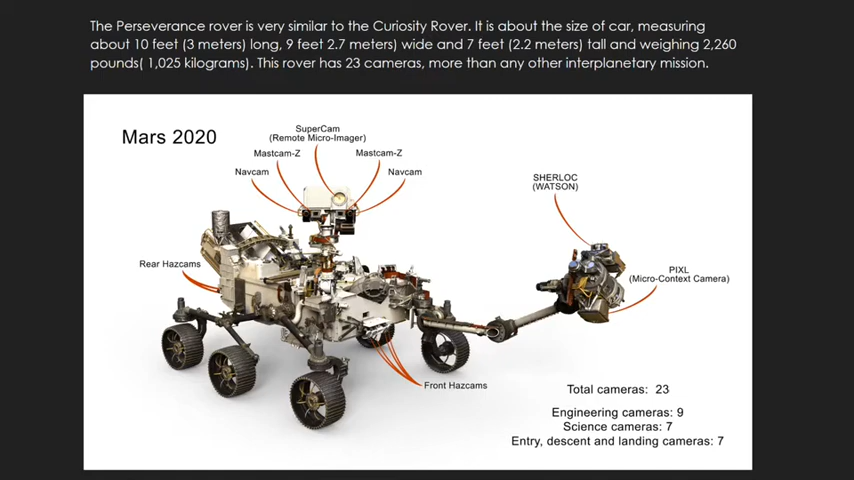 The Perseverance rover is very similar to the Curiosity Rover. It is about the size of car, measuring
about 10 feet (3 meters) long, 9 feet 2.7 meters) wide and 7 feet (2.2 meters) tall and weighing 2,260
pounds( 1,025 kilograms). This rover has 23 cameras, more than any other interplanetary mission.
Mars 2020
SuperCam
(Remote Micro-Imager)
Mastcam-Z
Mastcam-Z
Navcam
Navcam
SHERLOC
(WATSON)
Rear Hazcams
PIXL
(Micro-Context Camera)
Front Hazcams
Total cameras: 23
Engineering cameras: 9
Science cameras: 7
Entry, descent and landing cameras: 7